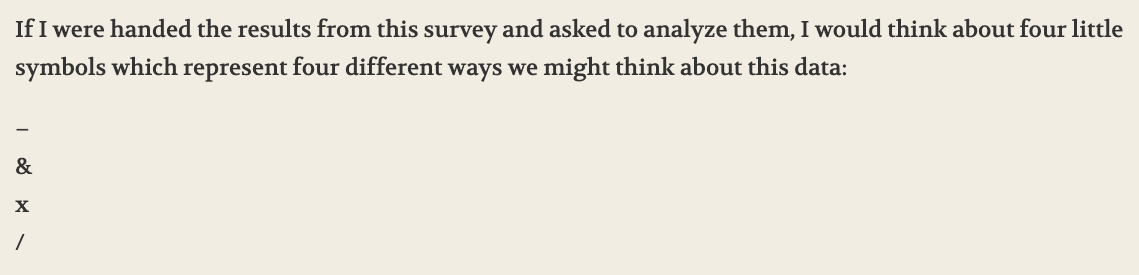 If I were handed the results from this survey and asked to analyze them, I would think about four little
symbols which represent four different ways we might think about this data:
–
&
x
/